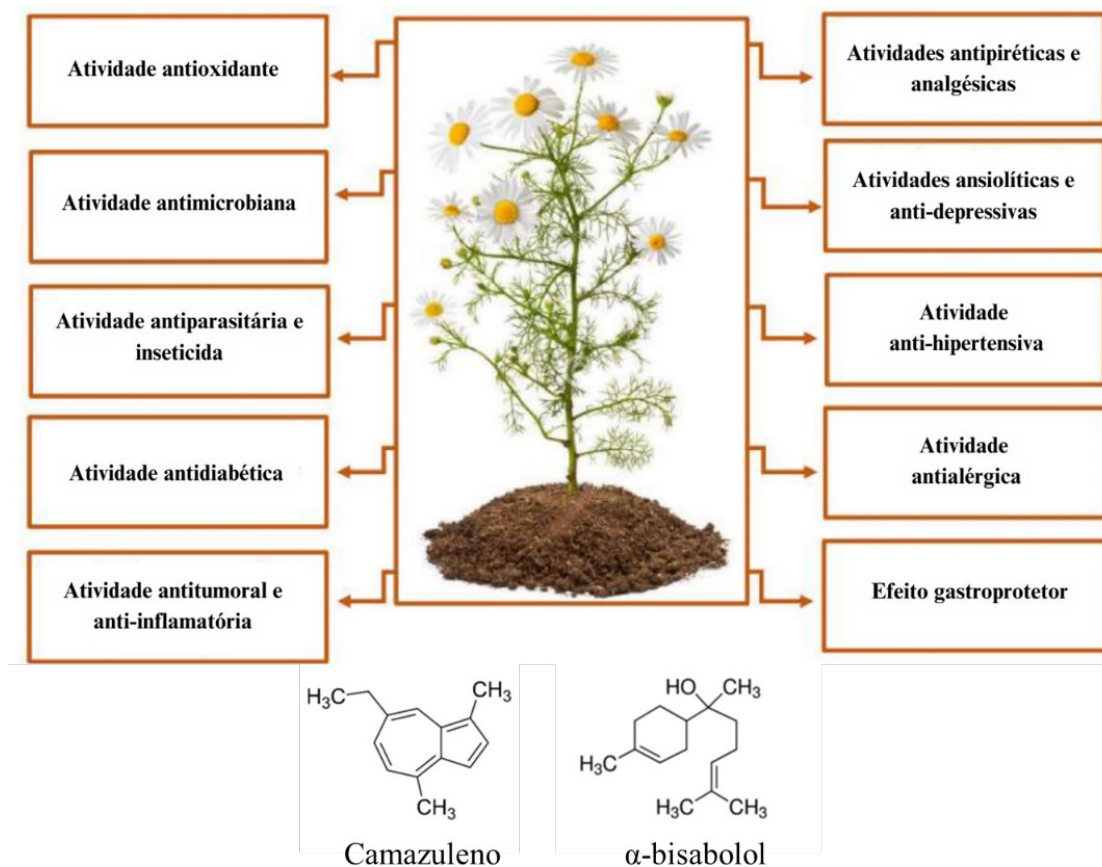 Atividade antioxidante
Atividade antimicrobiana
Atividade antiparasitária e
inseticida
Atividade antidiabética
Atividade antitumoral e
anti-inflamatória
Atividades antipiréticas e
analgésicas
Atividades ansiolíticas e
anti-depressivas
Atividade
anti-hipertensiva
Atividade
antialérgica
Efeito gastroprotetor
H₃C
CH₃
CH₃
Camazuleno
HO
CH₃
H₃C
H₃C
CH₃
α-bisabolol